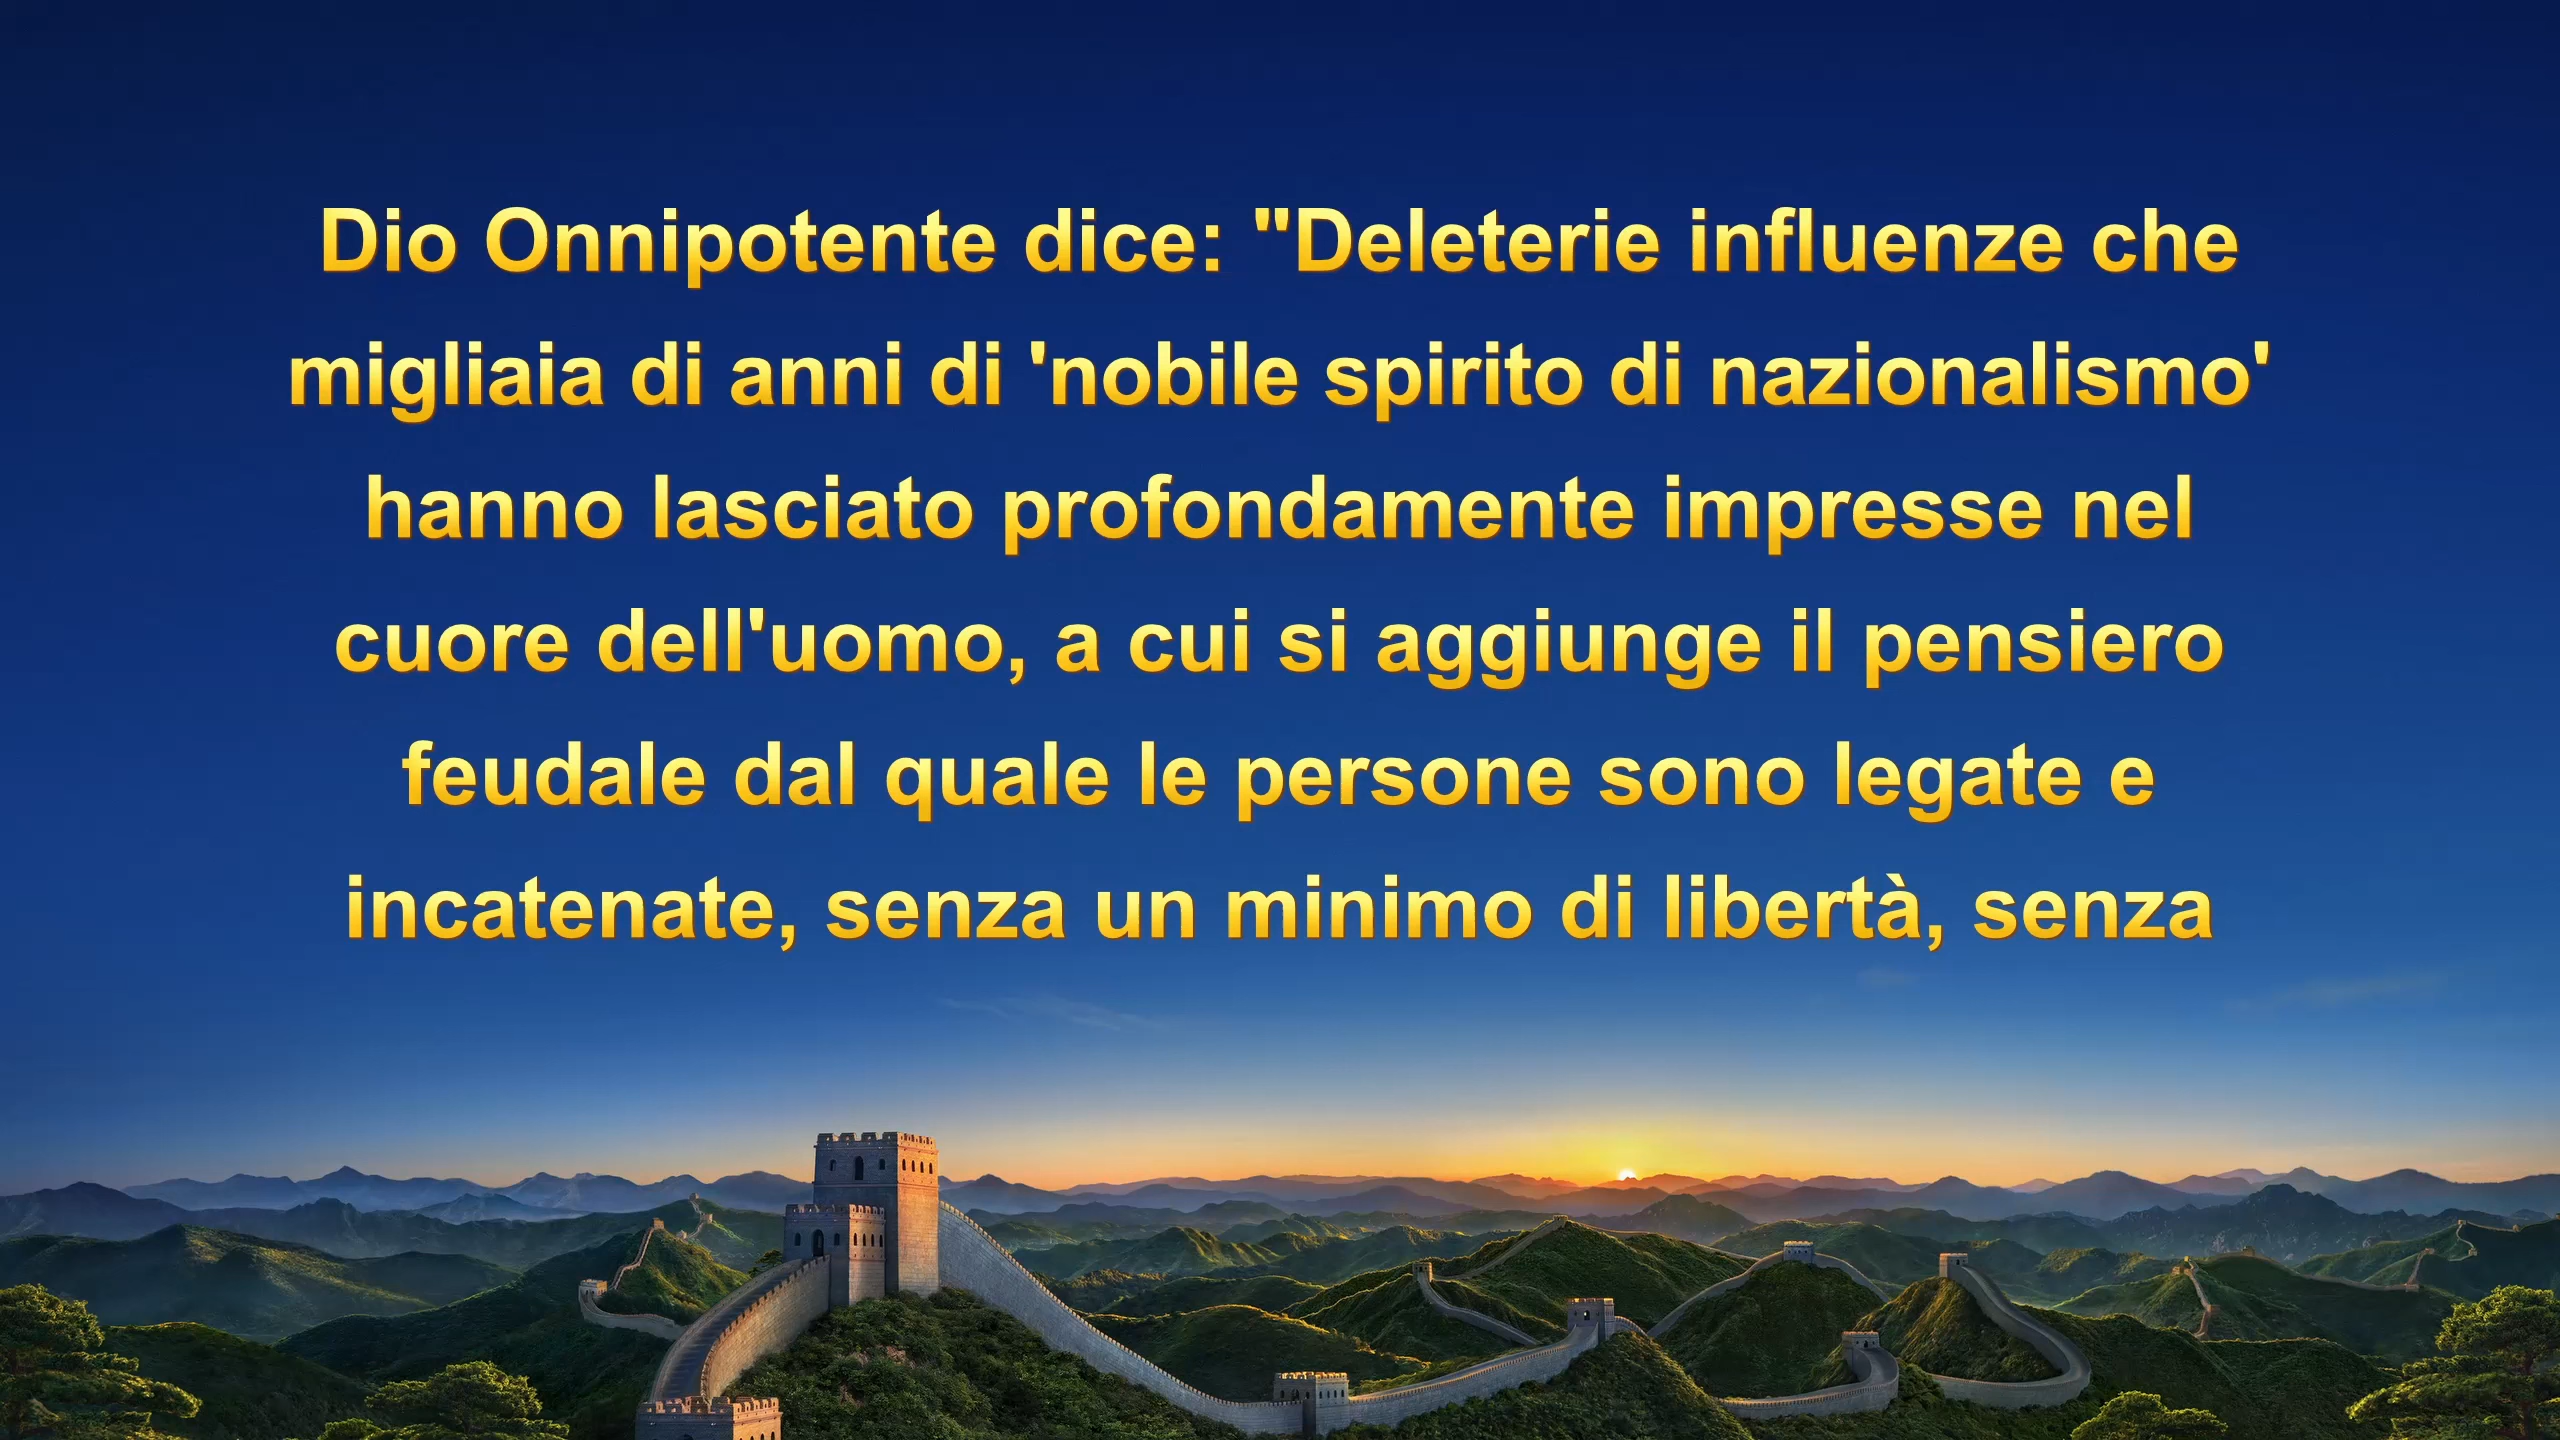 Dio Onnipotente dice: "Deleterie influenze che
migliaia di anni di 'nobile spirito di nazionalismo'
hanno lasciato profondamente impresse nel
cuore dell'uomo, a cui si aggiunge il pensiero
feudale dal quale le persone sono legate e
incatenate, senza un minimo di libertà, senza